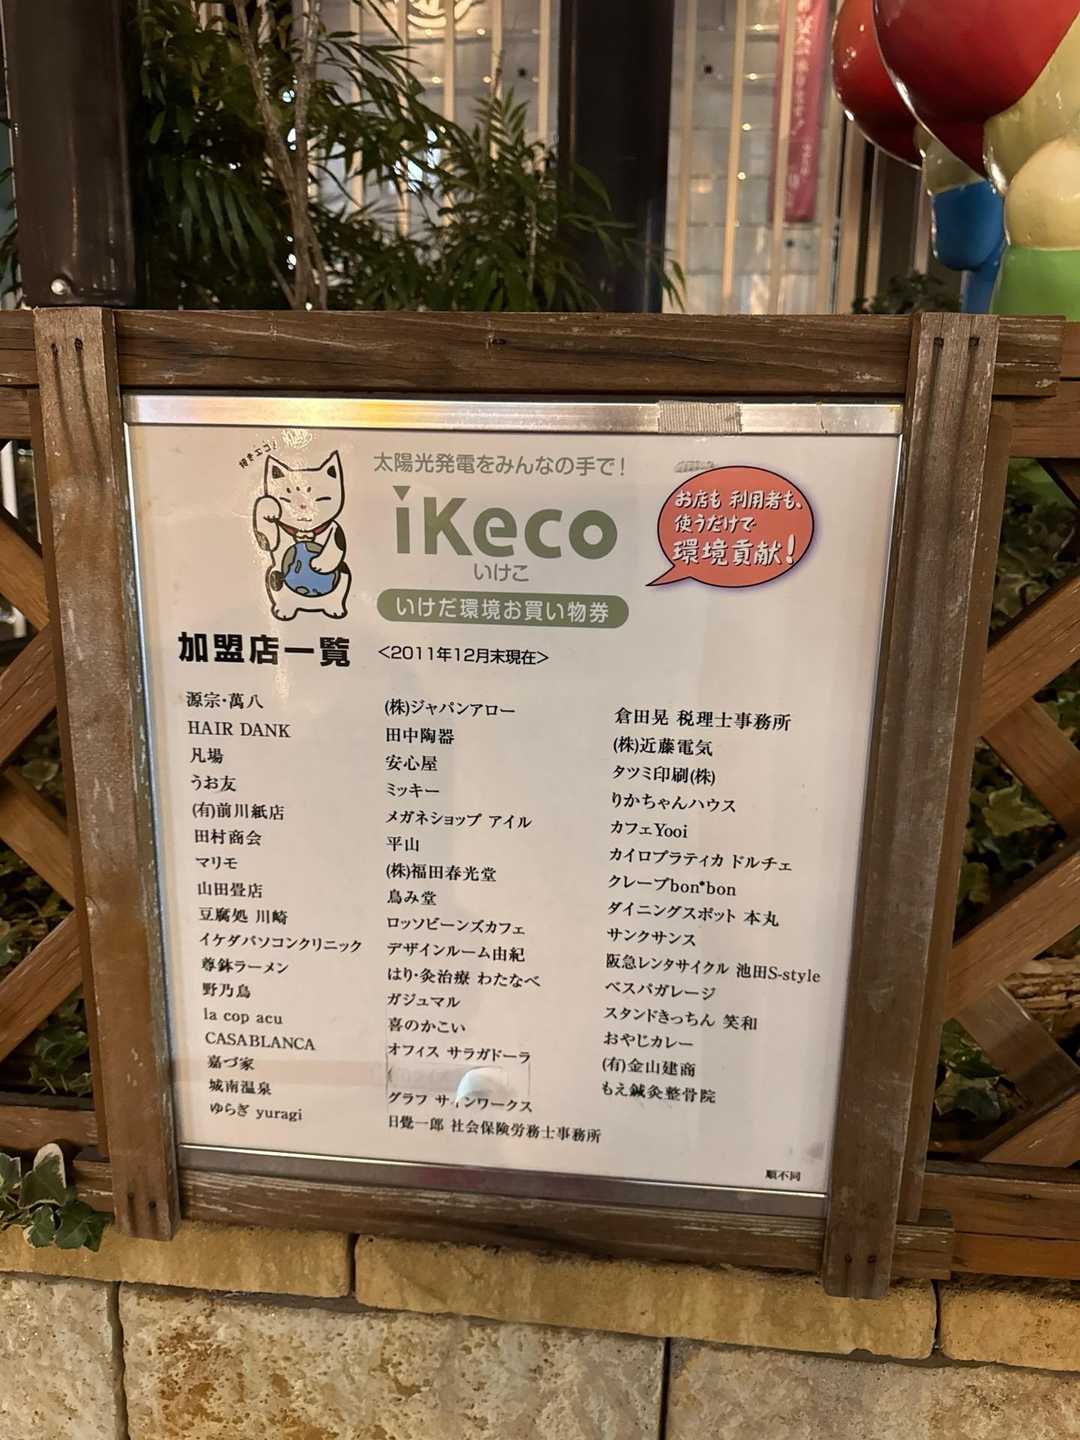 招きエコ!
太陽光発電をみんなの手で!
iKeco
いけこ
いけだ環境お買い物券
お店も 利用者も、
使うだけで
環境貢献!
加盟店一覧 <2011年12月末現在>
源宗・萬八
HAIR DANK
凡場
うお友
(有)前川紙店
田村商会
マリモ
山田畳店
豆腐処 川崎
イケダパソコンクリニック
尊鉢ラーメン
野乃鳥
la cop acu
CASABLANCA
嘉づ家
城南温泉
ゆらぎ yuragi
(株)ジャパンアロー
田中陶器
安心屋
ミッキー
メガネショップ アイル
平山
(株)福田春光堂
鳥み堂
ロッソビーンズカフェ
デザインルーム由紀
はり・灸治療 わたなべ
ガジュマル
喜のかこい
オフィス サラガドーラ
グラフ サインワークス
日覺一郎 社会保険労務士事務所
倉田晃 税理士事務所
(株)近藤電気
タツミ印刷(株)
りかちゃんハウス
カフェYooi
カイロプラティカ ドルチェ
クレープbon*bon
ダイニングスポット 本丸
サンクサンス
阪急レンタサイクル 池田S-style
ベスパガレージ
スタンドきっちん 笑和
おやじカレー
(有)金山建商
もえ鍼灸整骨院
順不同